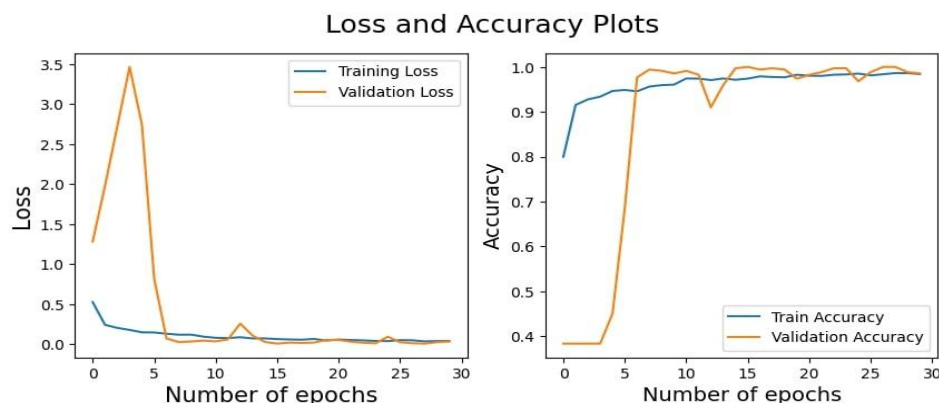 Loss and Accuracy Plots
3.5
3.0
2.5
2.0
1.5
1.0
0.5
0.0
Loss
Training Loss
Validation Loss
0 5 10 15 20 25 30
Number of epochs
1.0
0.9
0.8
0.7
0.6
0.5
0.4
Accuracy
Train Accuracy
Validation Accuracy
0 5 10 15 20 25 30
Number of epochs